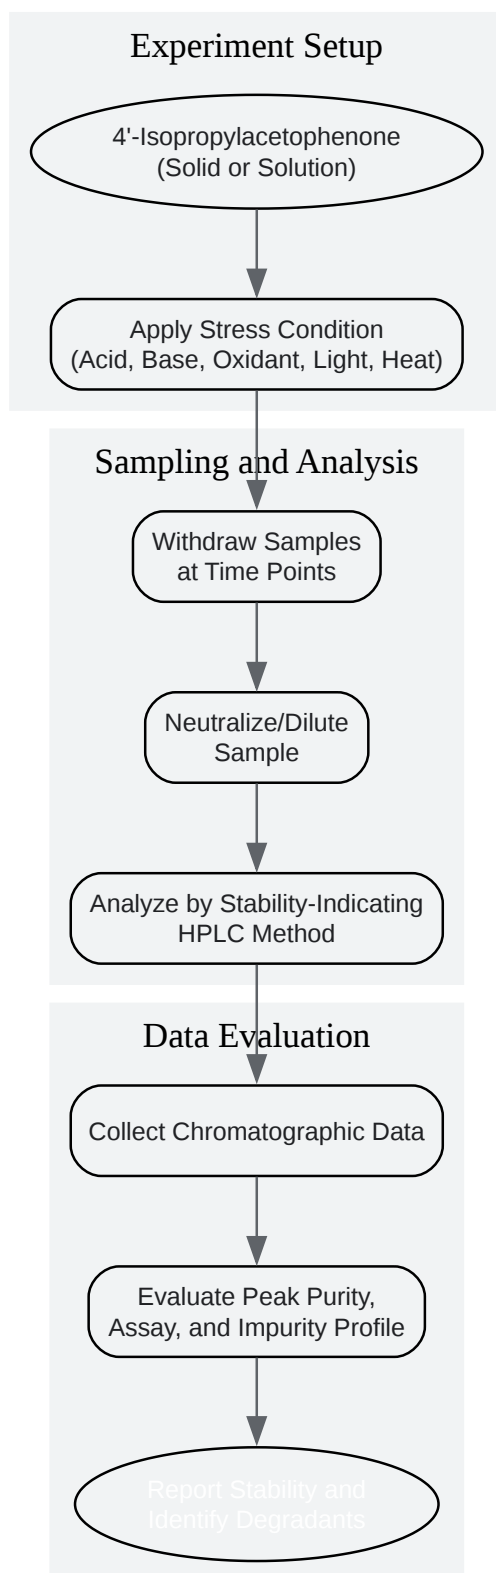 Experiment Setup
4'-Isopropylacetophenone
(Solid or Solution)
Apply Stress Condition
(Acid, Base, Oxidant, Light, Heat)
Sampling and Analysis
Withdraw Samples
at Time Points
Neutralize/Dilute
Sample
Analyze by Stability-Indicating
HPLC Method
Data Evaluation
Collect Chromatographic Data
Evaluate Peak Purity,
Assay, and Impurity Profile
Report Stability and
Identify Degradants